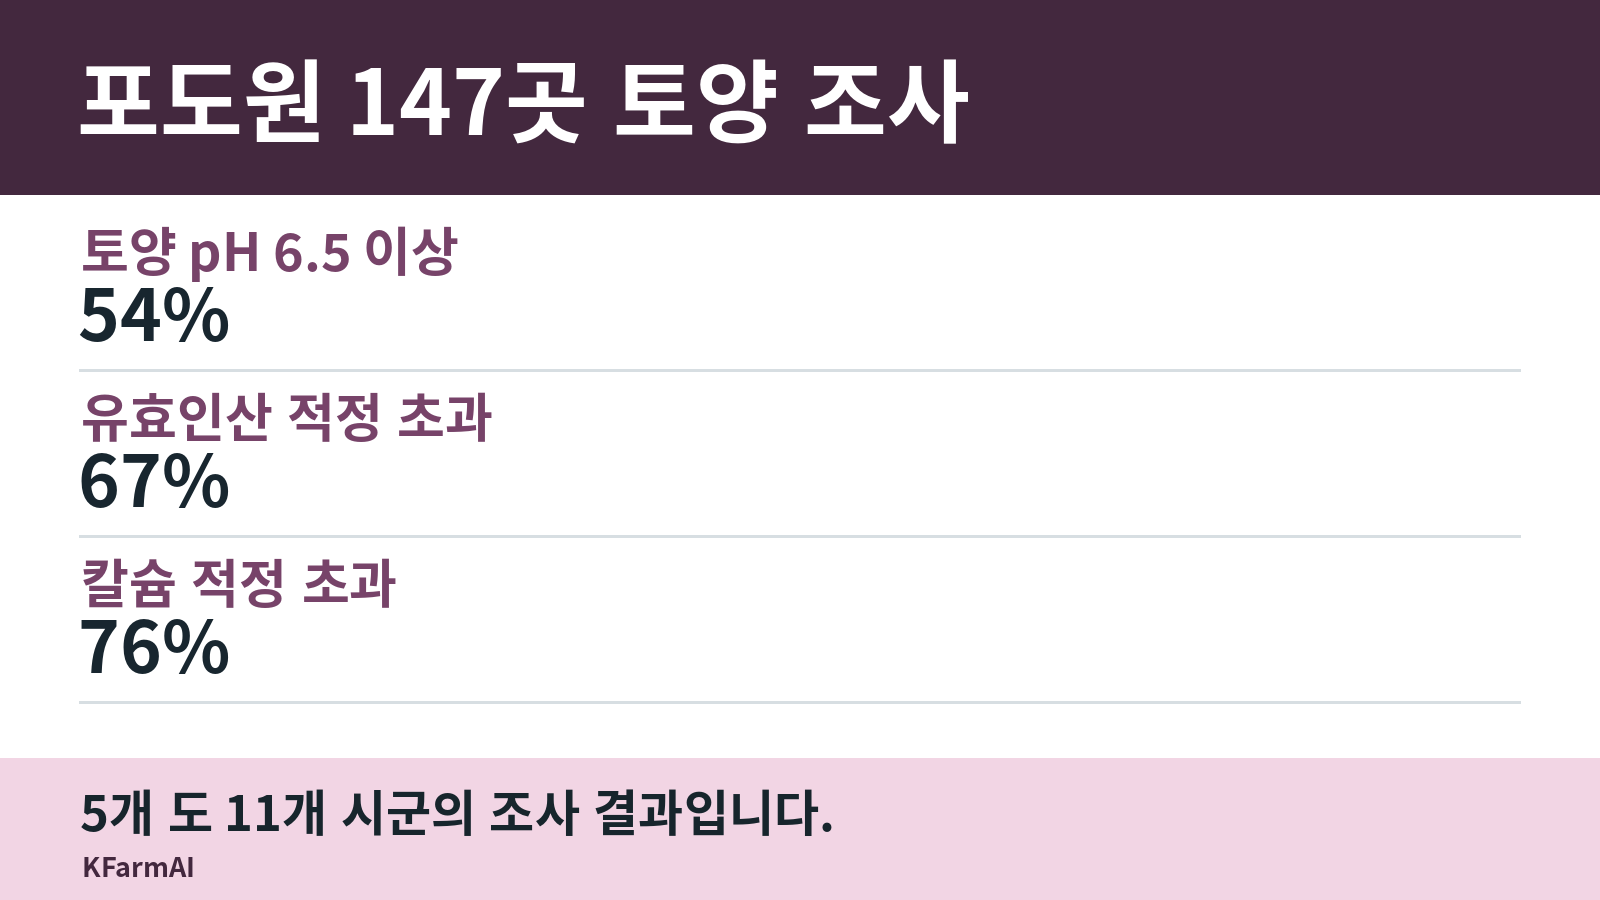 포도원 147곳 토양 조사
토양 pH 6.5 이상
54%
유효인산 적정 초과
67%
칼슘 적정 초과
76%
5개 도 11개 시군의 조사 결과입니다.
KFarmAI